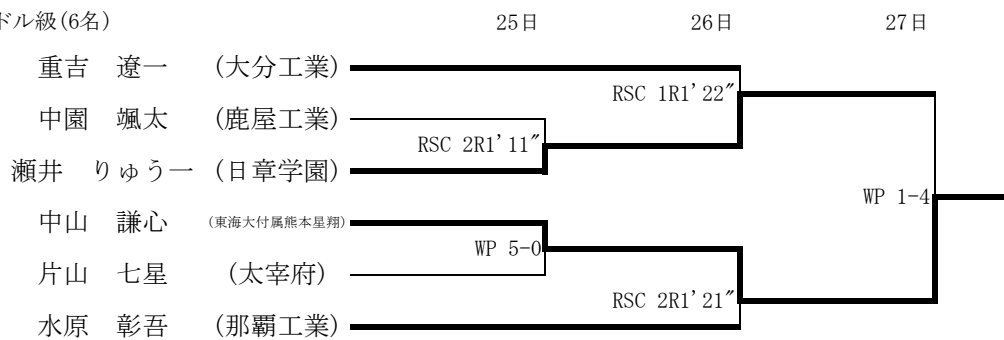 ドル級(6名) 25日 26日 27日
重吉 遼一 (大分工業)
RSC 1R1'22″
中園 颯太 (鹿屋工業)
RSC 2R1'11″
瀬井 りゅう一 (日章学園)
WP 1-4
中山 謙心 (東海大付属熊本星翔)
WP 5-0
片山 七星 (太宰府)
RSC 2R1'21″
水原 彰吾 (那覇工業)